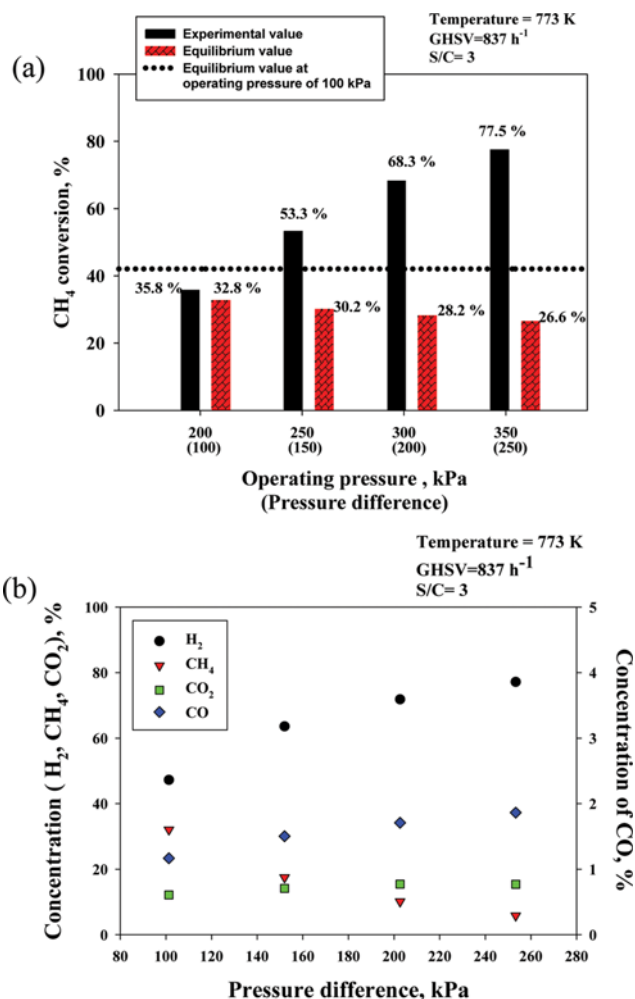 Experimental value
Equilibrium value
Equilibrium value at
operating pressure of 100 kPa
Temperature = 773 K
GHSV=837 h⁻¹
S/C= 3
(a)
100
80
60
40
20
0
CH₄ conversion, %
35.8 %
32.8 %
53.3 %
30.2 %
68.3 %
28.2 %
77.5 %
26.6 %
200 250 300 350
(100) (150) (200) (250)
Operating pressure , kPa
(Pressure difference)
Temperature = 773 K
GHSV=837 h⁻¹
S/C= 3
(b)
H₂
CH₄
CO₂
CO
100
80
60
40
20
0
Concentration ( H₂, CH₄, CO₂), %
5
4
3
2
1
0
Concentration of CO, %
80 100 120 140 160 180 200 220 240 260 280
Pressure difference, kPa